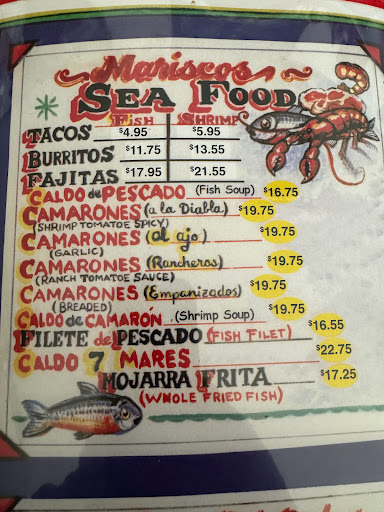 Mariscos
SEA FOOD
FISH SHRIMP
TACOS $4.95 $5.95
BURRITOS $11.75 $13.55
FAJITAS $17.95 $21.55
CALDO de PESCADO (Fish Soup) $16.75
CAMARONES (a la Diabla) $19.75
(SHRIMP TOMATOE SPICY)
CAMARONES (al ajo) $19.75
(GARLIC)
CAMARONES (Rancheros) $19.75
(RANCH TOMATOE SAUCE)
CAMARONES (Empanizados) $19.75
(BREADED)
CALDO de CAMARON (Shrimp Soup) $19.75
FILETE de PESCADO (FISH FILET) $16.55
CALDO 7 MARES $22.75
MOJARRA FRITA $17.25
(WHOLE FRIED FISH)